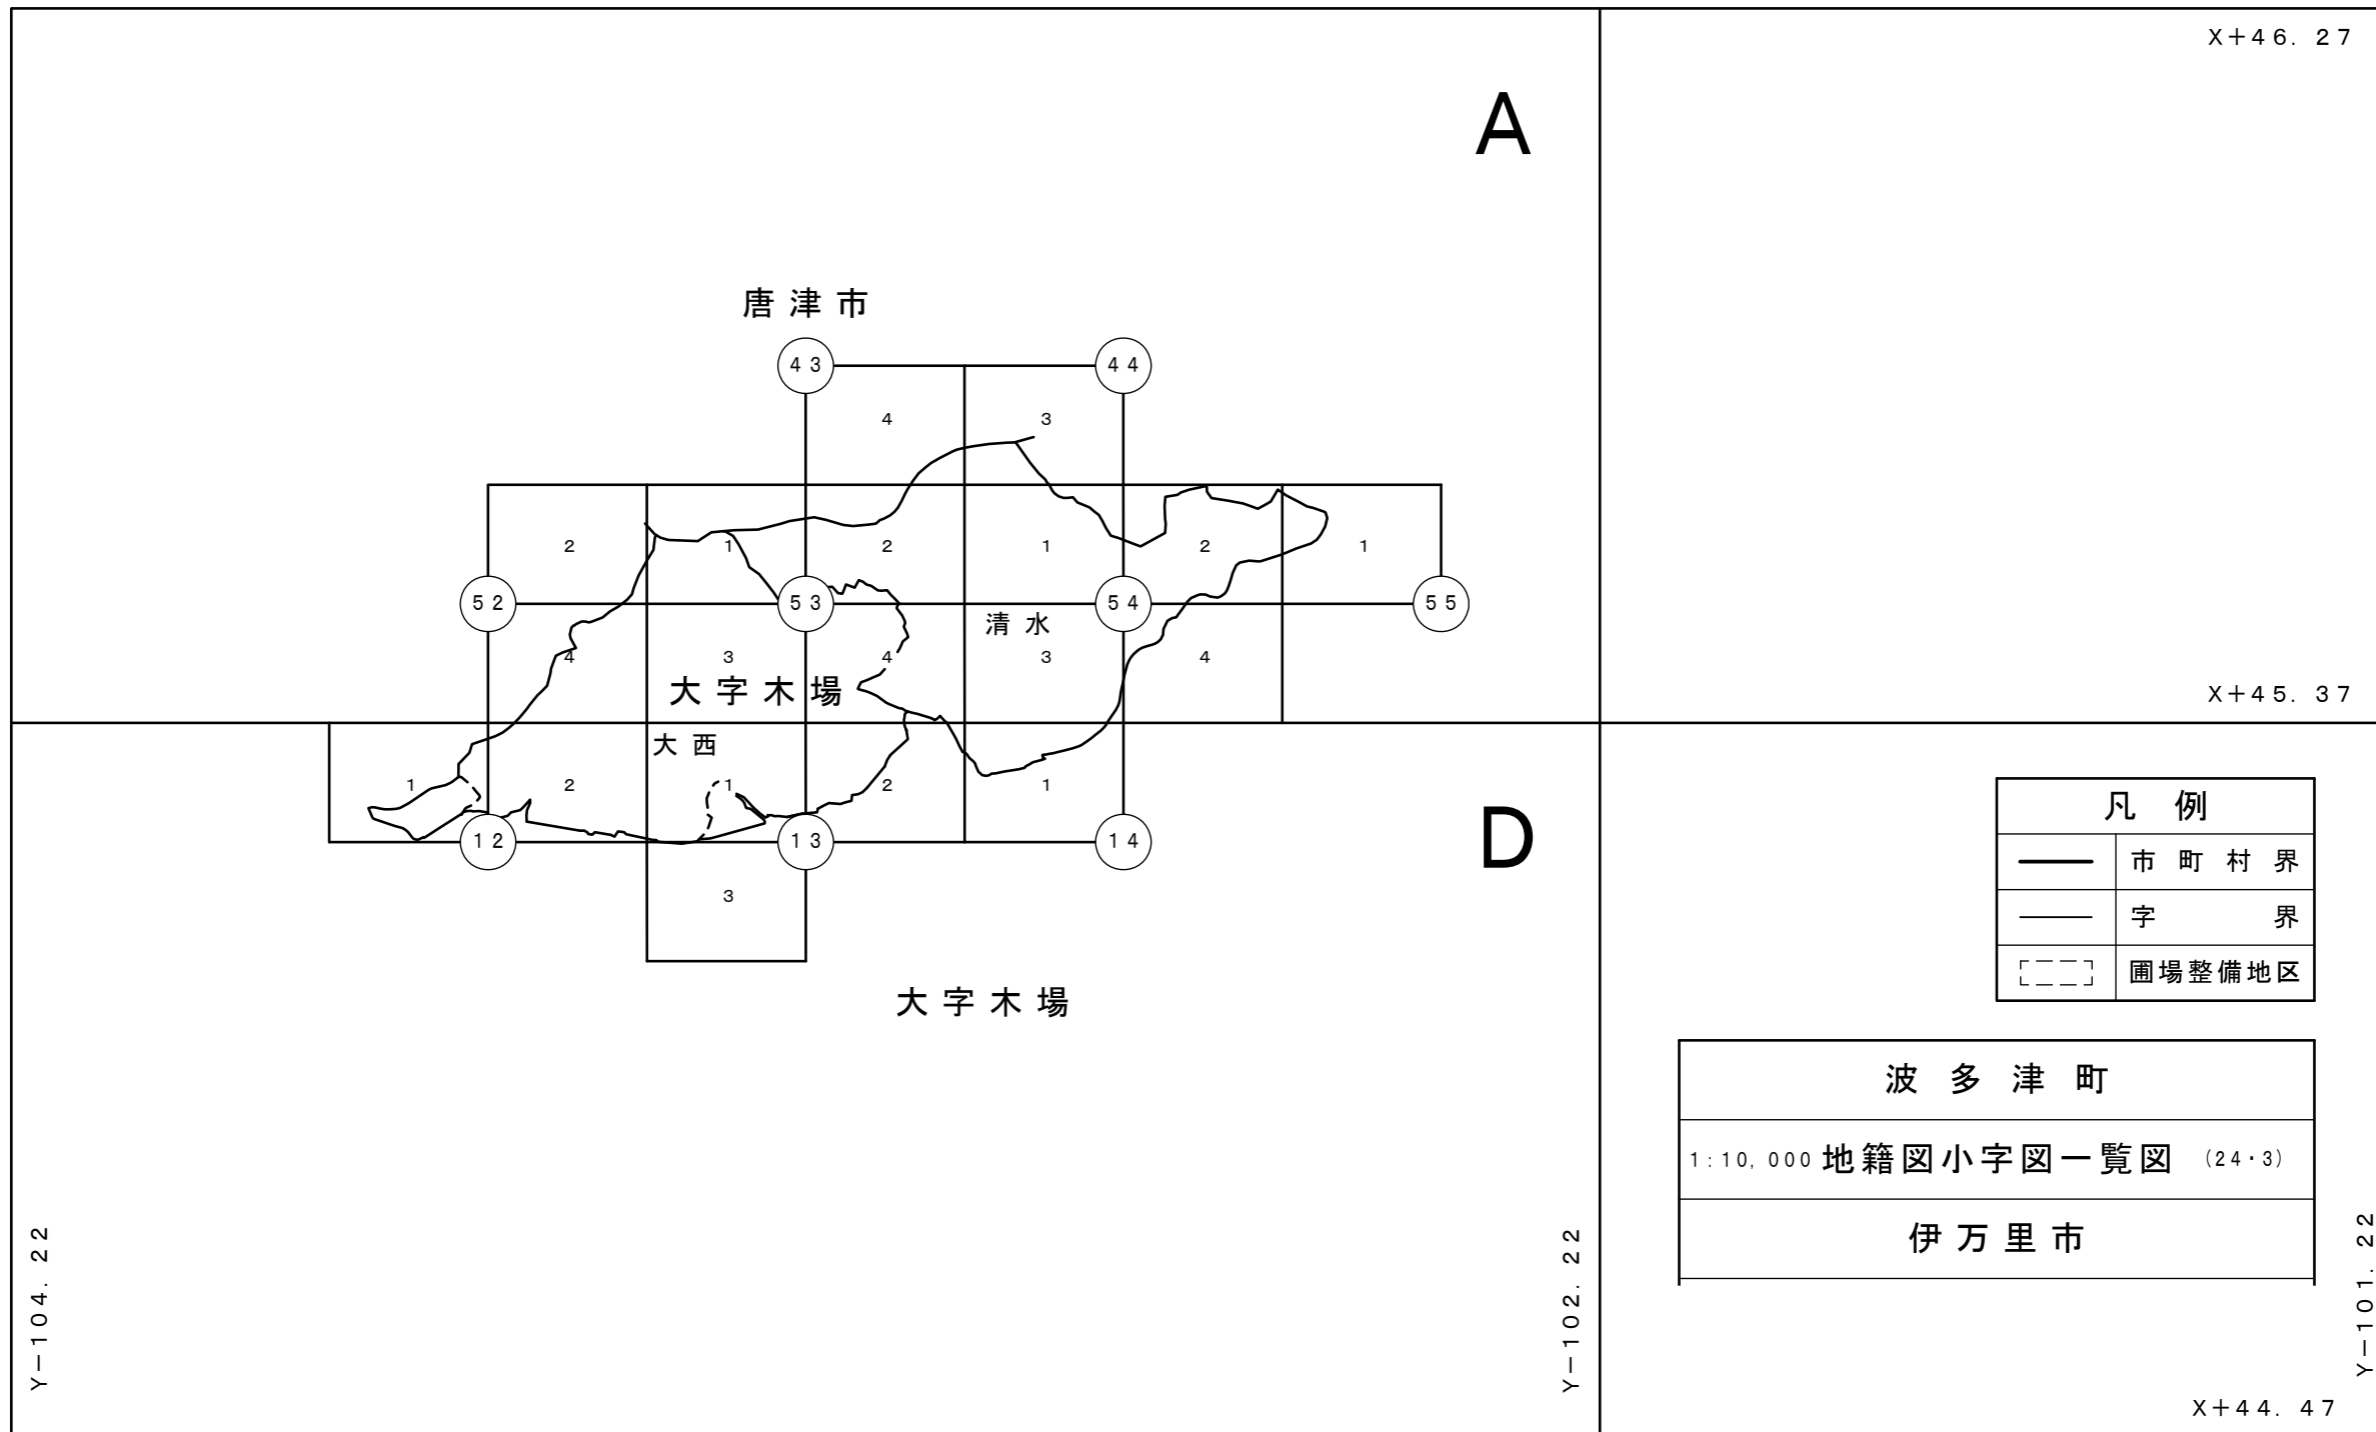 X+46. 27
A
唐津市
43 44
4 3
2 1 2 1 2 1
52 53 54 55
清水
4 3 4 3 4
大字木場
X+45. 37
大西
1 2 1 2 1
12 13 14
D
3
大字木場
凡例
市町村界
字界
圃場整備地区
波多津町
1:10,000 地籍図小字図一覧図 (24・3)
伊万里市
Y−104. 22
Y−102. 22
Y−101. 22
X+44. 47